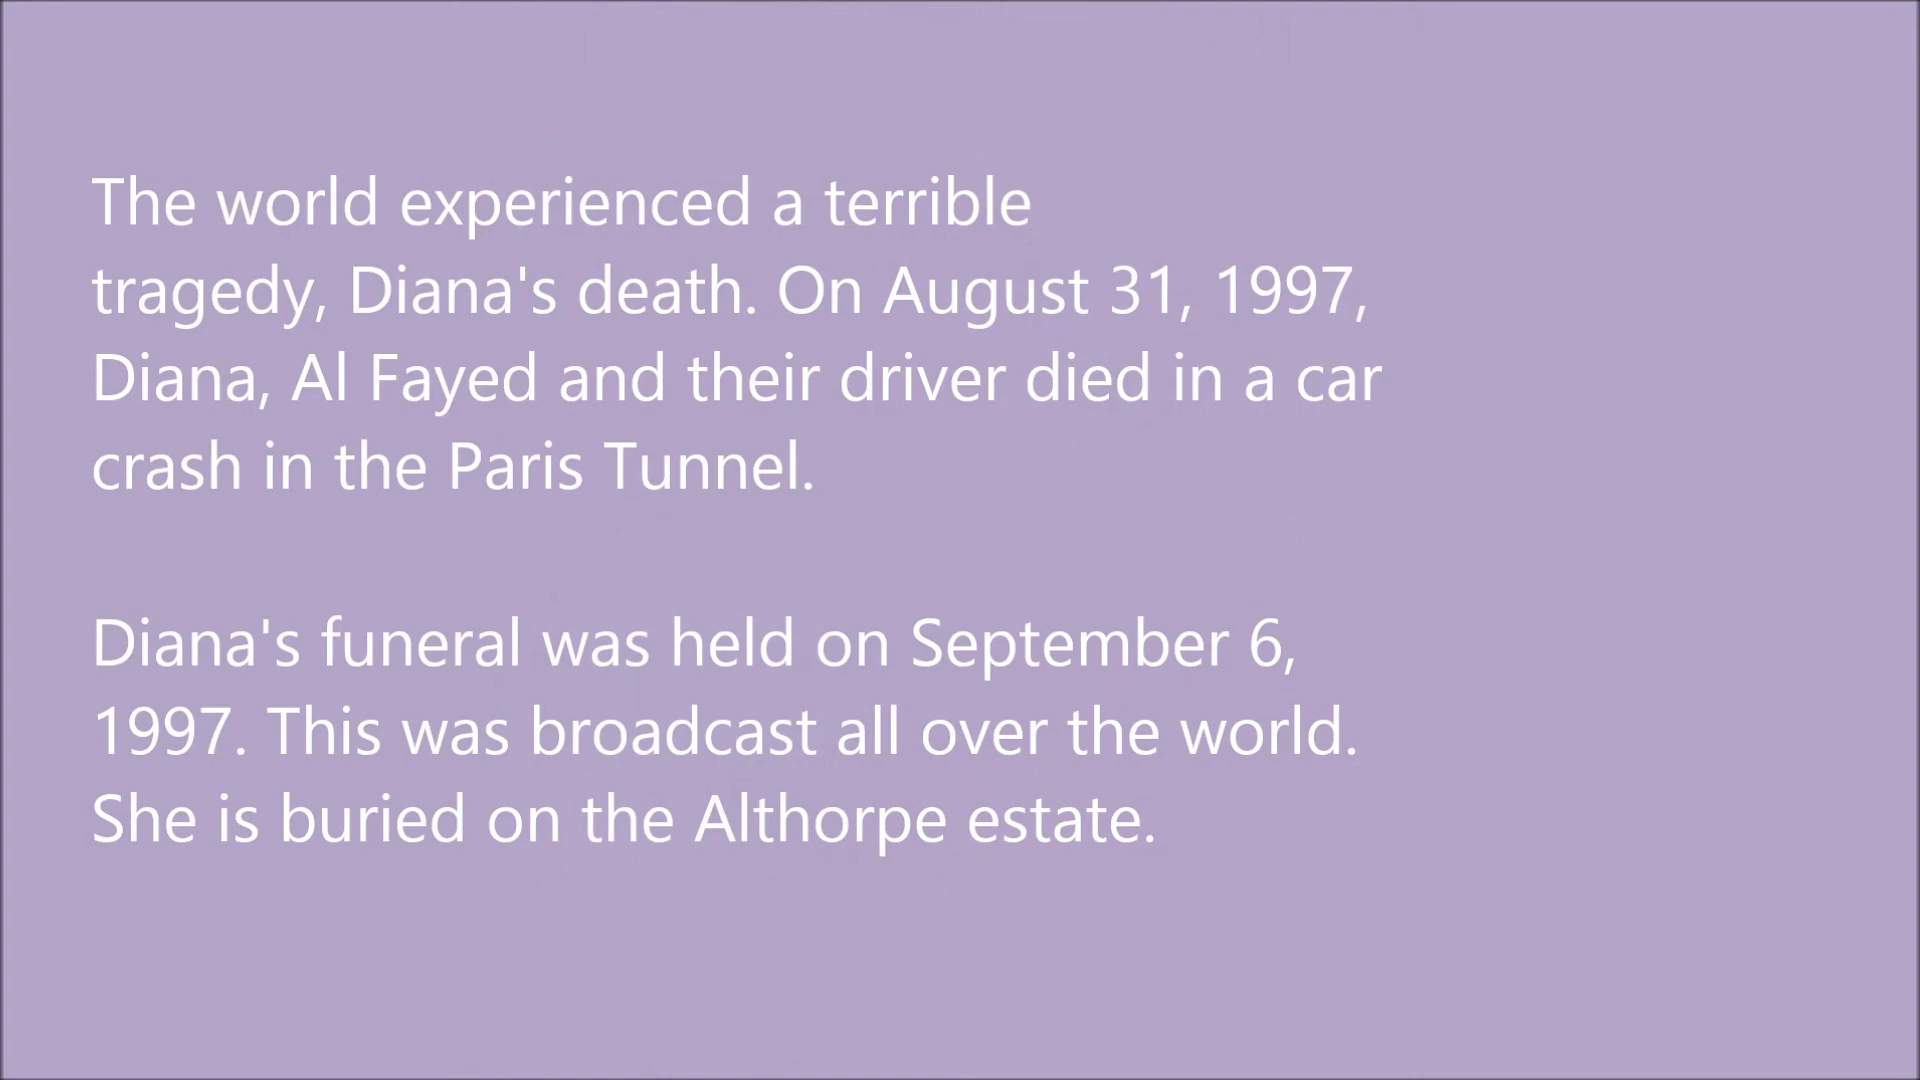 The world experienced a terrible
tragedy, Diana's death. On August 31, 1997,
Diana, Al Fayed and their driver died in a car
crash in the Paris Tunnel.
Diana's funeral was held on September 6,
1997. This was broadcast all over the world.
She is buried on the Althorpe estate.